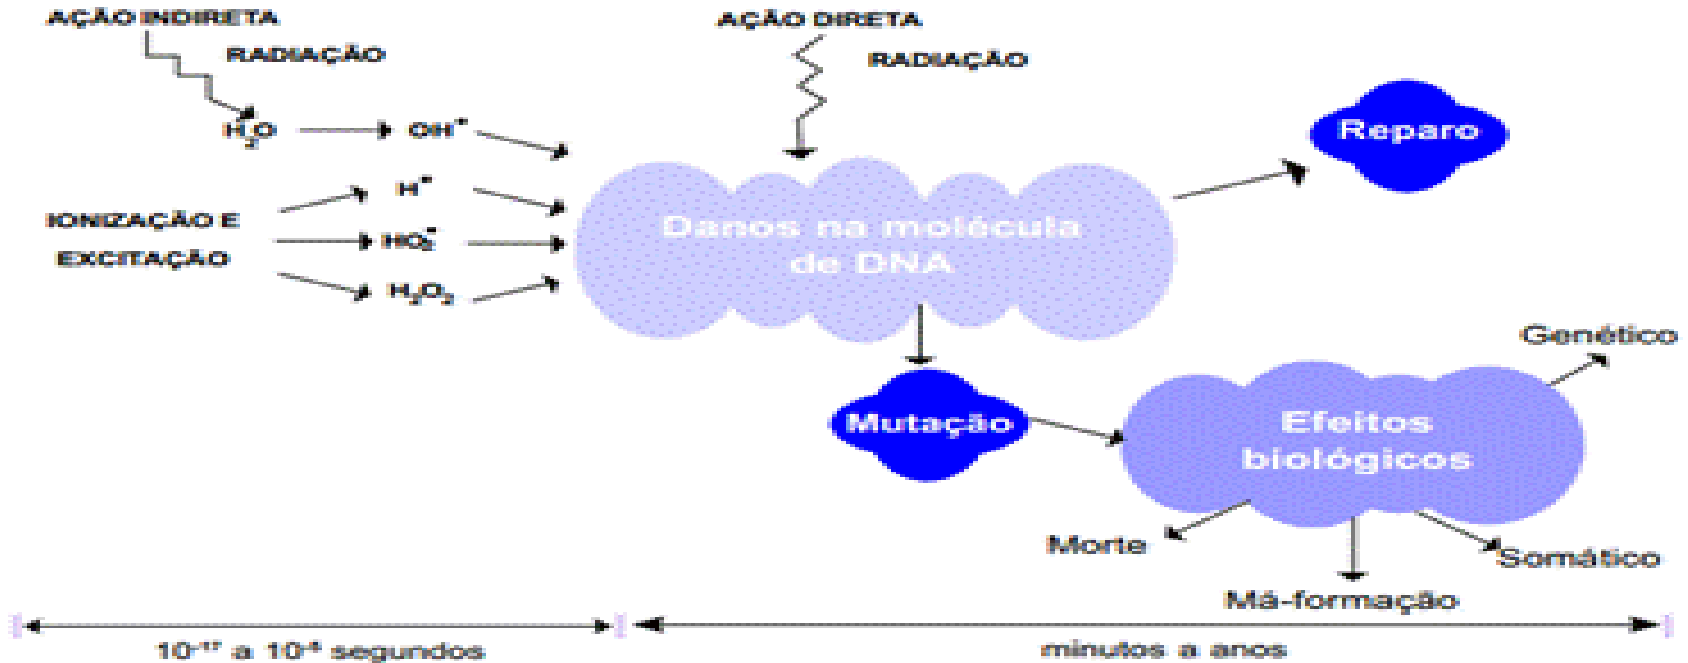 AÇÃO INDIRETA
RADIAÇÃO
AÇÃO DIRETA
RADIAÇÃO
H₂O
OH•
H•
HO₂•
H₂O₂
IONIZAÇÃO E
EXCITAÇÃO
Danos na molécula
de DNA
Reparo
Mutação
Efeitos
biológicos
Genético
Morte
Somático
Má-formação
a
segundos
minutos a anos